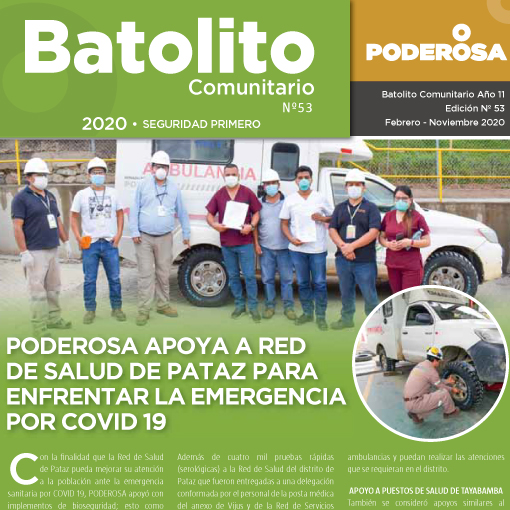 Batolito
Comunitario
Nº53
2020 • SEGURIDAD PRIMERO
PODEROSA
Batolito Comunitario Año 11
Edición Nº 53
Febrero - Noviembre 2020
AMBULANCIA
PODEROSA APOYA A RED
DE SALUD DE PATAZ PARA
ENFRENTAR LA EMERGENCIA
POR COVID 19
Con la finalidad que la Red de Salud
de Pataz pueda mejorar su atención
a la población ante la emergencia
sanitaria por COVID 19, PODEROSA apoyó con
implementos de bioseguridad; esto como
Además de cuatro mil pruebas rápidas
(serológicas) a la Red de Salud del distrito de
Pataz que fueron entregadas a una delegación
conformada por el personal de la posta médica
del anexo de Vijus y de la Red de Servicios
ambulancias y puedan realizar las atenciones
que se requieran en el distrito.
APOYO A PUESTOS DE SALUD DE TAYABAMBA
También se consideró apoyos similares al